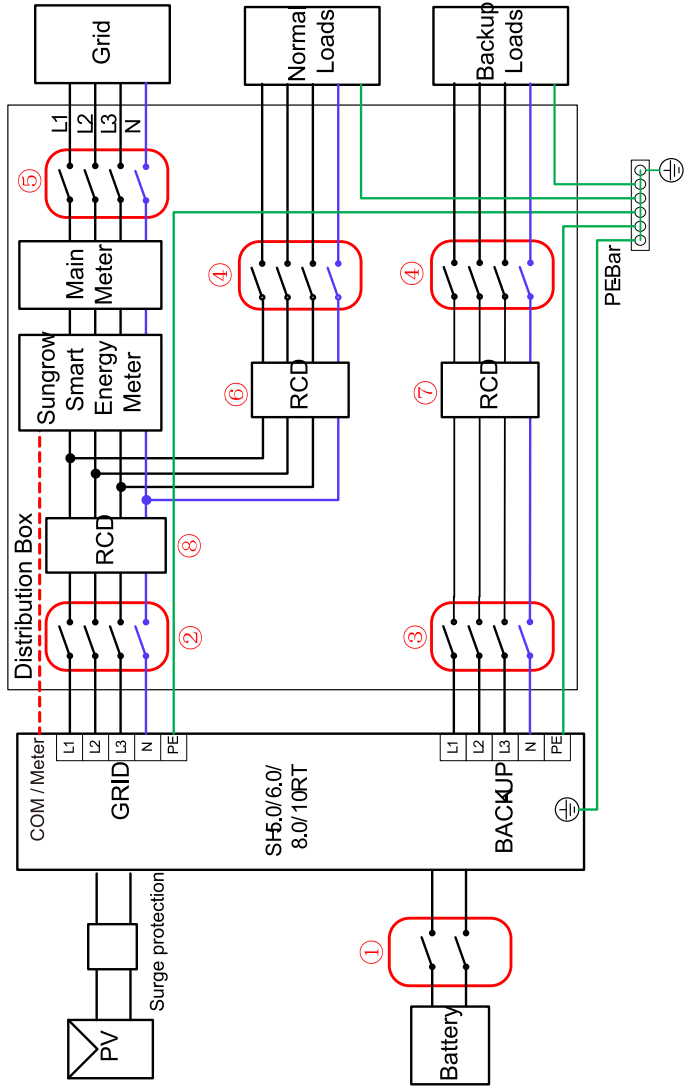 Grid
Normal
Loads
Backup
Loads
L1
L2
L3
N
⑤
Main
Meter
④
④
PE-Bar
Sungrow
Smart
Energy
Meter
⑥
RCD
⑦
RCD
Distribution Box
RCD
⑧
②
③
COM / Meter
L1
L2
L3
N
PE
GRID
SH5.0/6.0/
8.0/10RT
L1
L2
L3
N
PE
BACKUP
Surge protection
PV
①
Battery